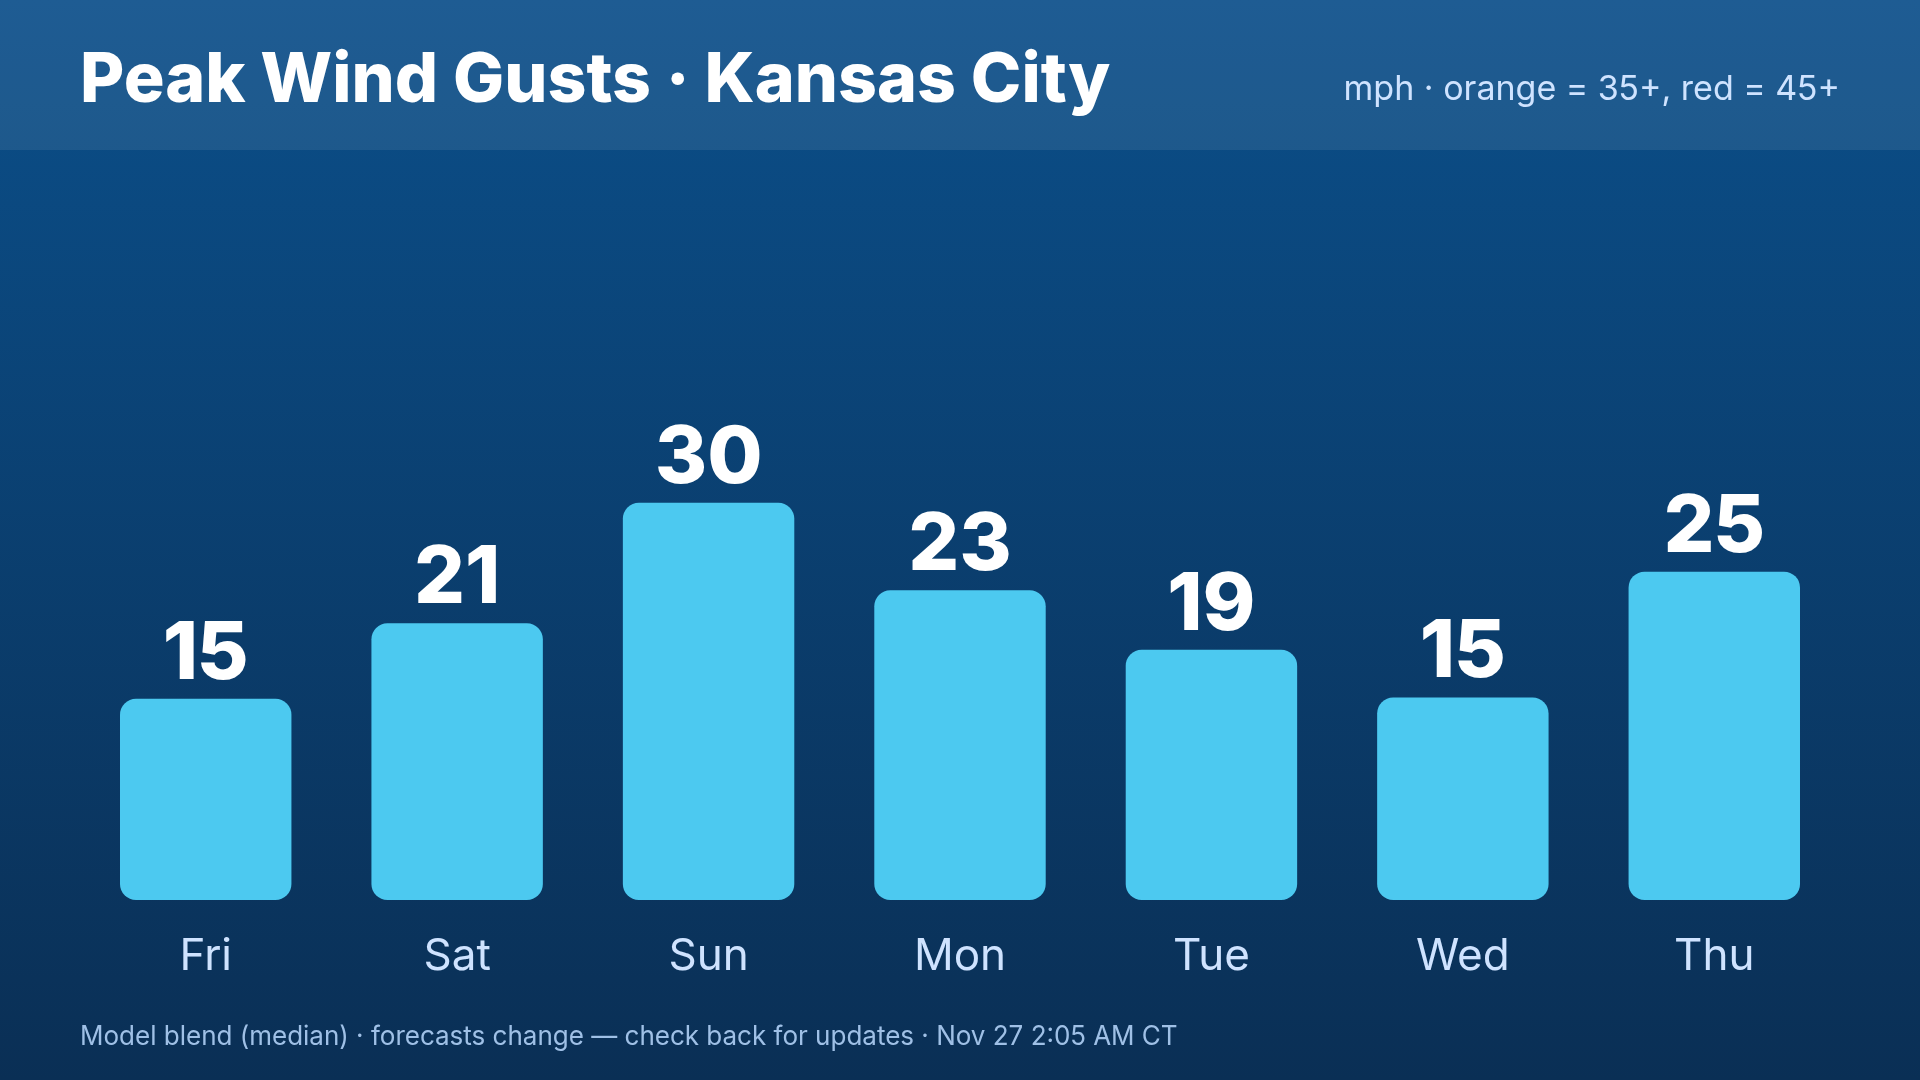 Peak Wind Gusts · Kansas City
mph · orange = 35+, red = 45+
15
21
30
23
19
15
25
Fri
Sat
Sun
Mon
Tue
Wed
Thu
Model blend (median) · forecasts change — check back for updates · Nov 27 2:05 AM CT